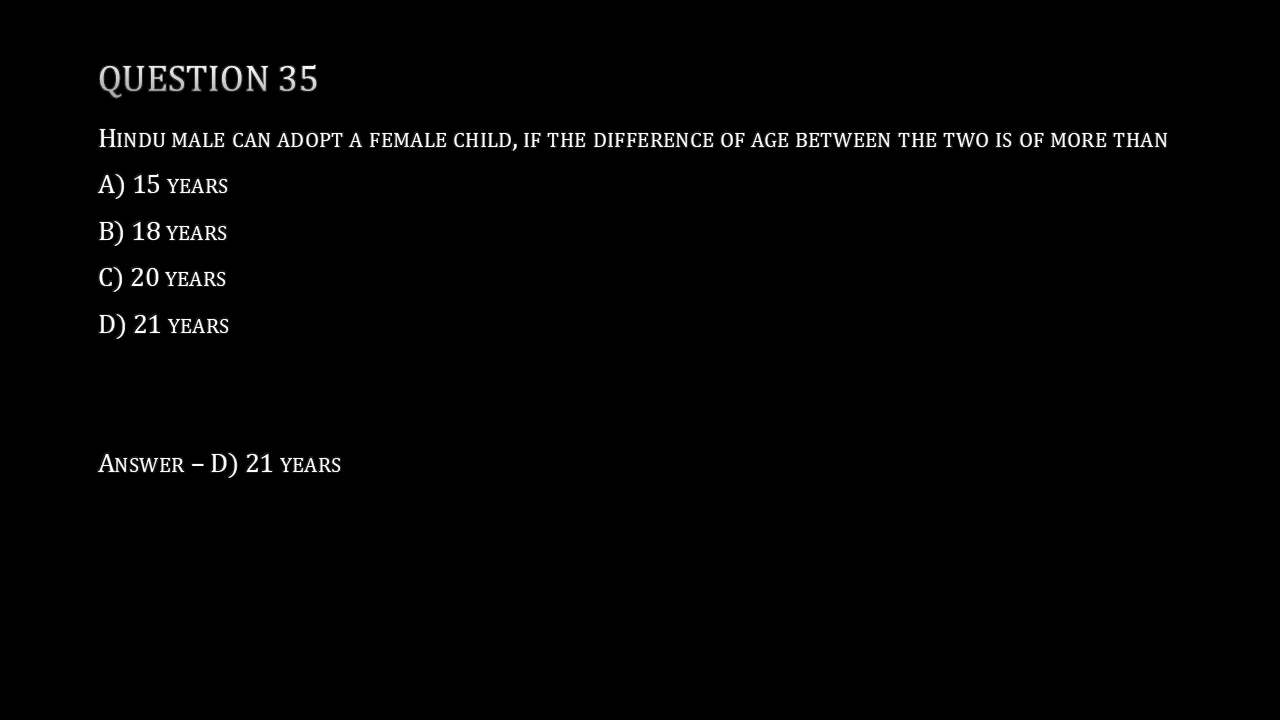 QUESTION 35
Hindu male can adopt a female child, if the difference of age between the two is of more than
A) 15 years
B) 18 years
C) 20 years
D) 21 years
Answer – D) 21 years